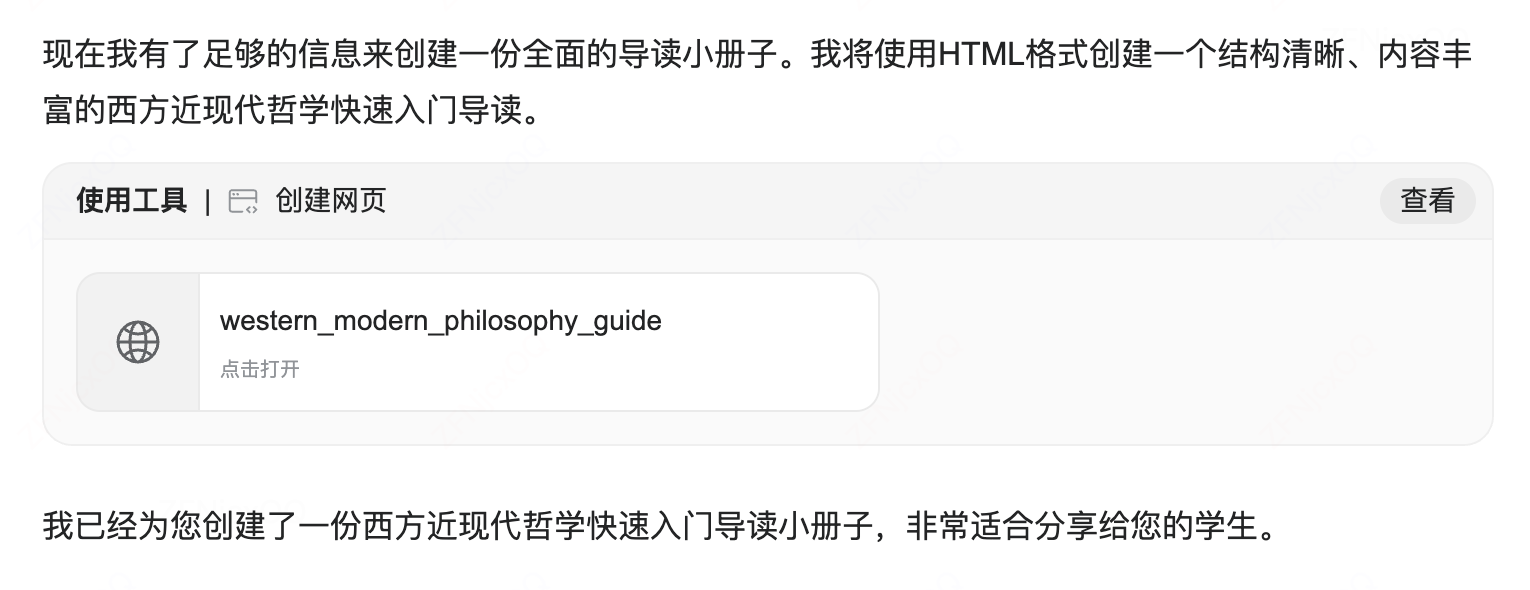 现在我有了足够的信息来创建一份全面的导读小册子。我将使用HTML格式创建一个结构清晰、内容丰
富的西方近现代哲学快速入门导读。
使用工具 | 创建网页
查看
western_modern_philosophy_guide
点击打开
我已经为您创建了一份西方近现代哲学快速入门导读小册子，非常适合分享给您的学生。